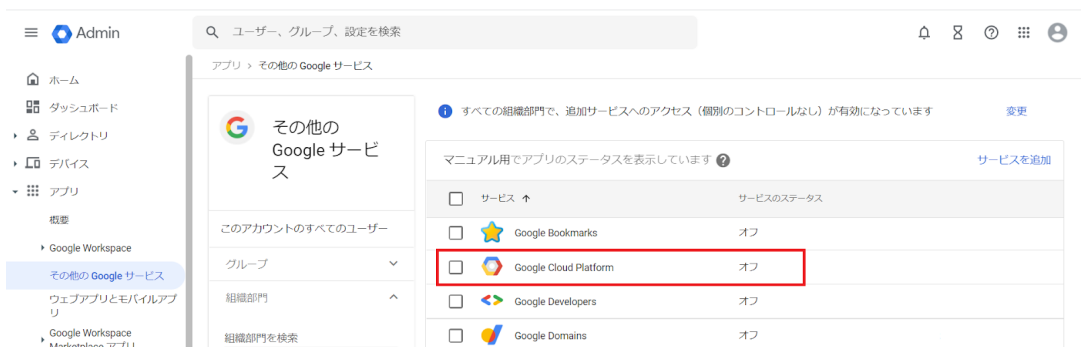 Admin
ユーザー、グループ、設定を検索
ホーム
ダッシュボード
ディレクトリ
デバイス
アプリ
概要
Google Workspace
その他の Google サービス
ウェブアプリとモバイルアプ
リ
Google Workspace
Marketplace アプリ
アプリ > その他の Google サービス
その他の
Google サービ
ス
このアカウントのすべてのユーザー
グループ
組織部門
組織部門を検索
すべての組織部門で、追加サービスへのアクセス（個別のコントロールなし）が有効になっています 変更
マニュアル用でアプリのステータスを表示しています サービスを追加
サービス ↑ サービスのステータス
Google Bookmarks オフ
Google Cloud Platform オフ
Google Developers オフ
Google Domains オフ